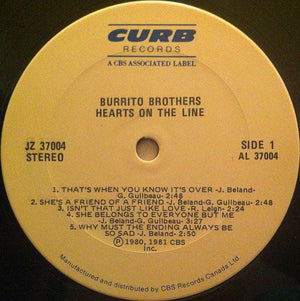 CURB
RECORDS
A CBS ASSOCIATED LABEL
BURRITO BROTHERS
HEARTS ON THE LINE
JZ 37004
STEREO
SIDE 1
AL 37004
1. THAT'S WHEN YOU KNOW IT'S OVER -J. Beland-
G. Guilbeau- 2:48
2. SHE'S A FRIEND OF A FRIEND -J. Beland-G. Guilbeau- 2:48
3. ISN'T THAT JUST LIKE LOVE -R. Leigh- 2:24
4. SHE BELONGS TO EVERYONE BUT ME
-J. Beland-G. Guilbeau- 3:27
5. WHY MUST THE ENDING ALWAYS BE
SO SAD -J. Beland- 2:50
Ⓟ 1980, 1981 CBS
Inc.
Manufactured and distributed by CBS Records Canada Ltd